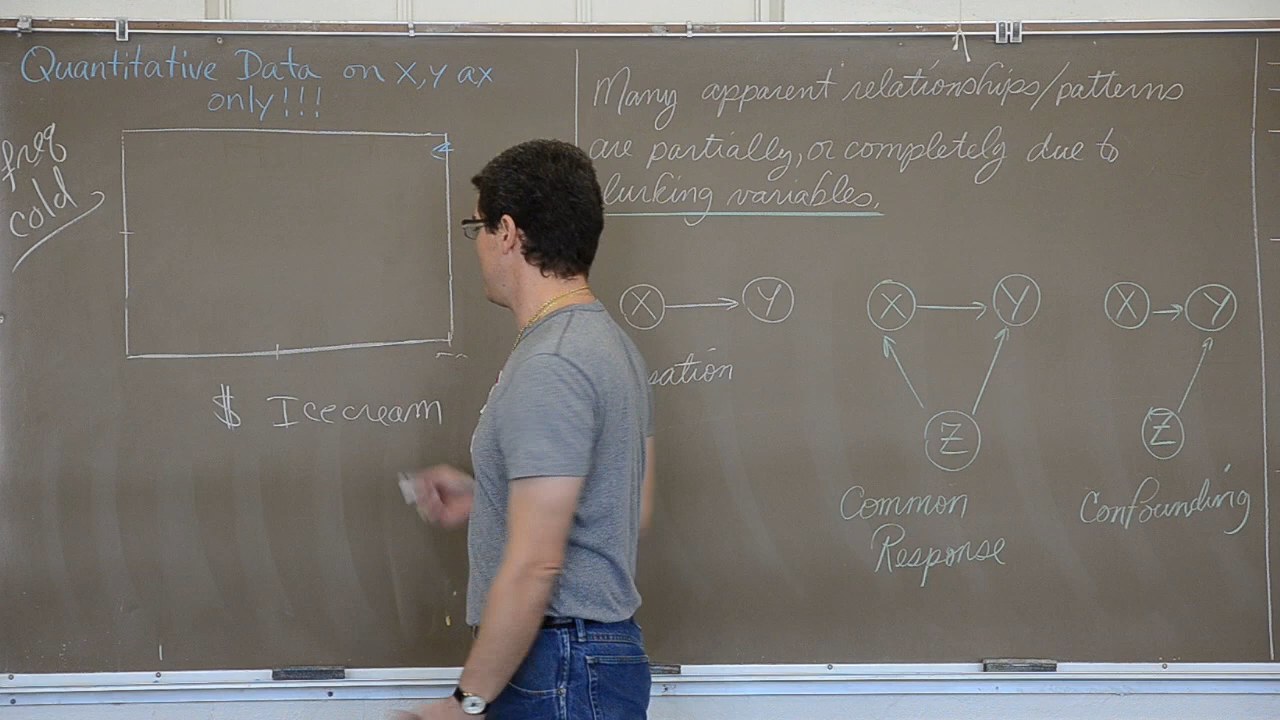 Quantitative Data on X,Y ax
only!!!
freq
cold
$ Icecream
Many apparent relationships/patterns
are partially, or completely due to
lurking variables.
X Y
sation
X Y
Z
Common
Response
X Y
Z
Confounding